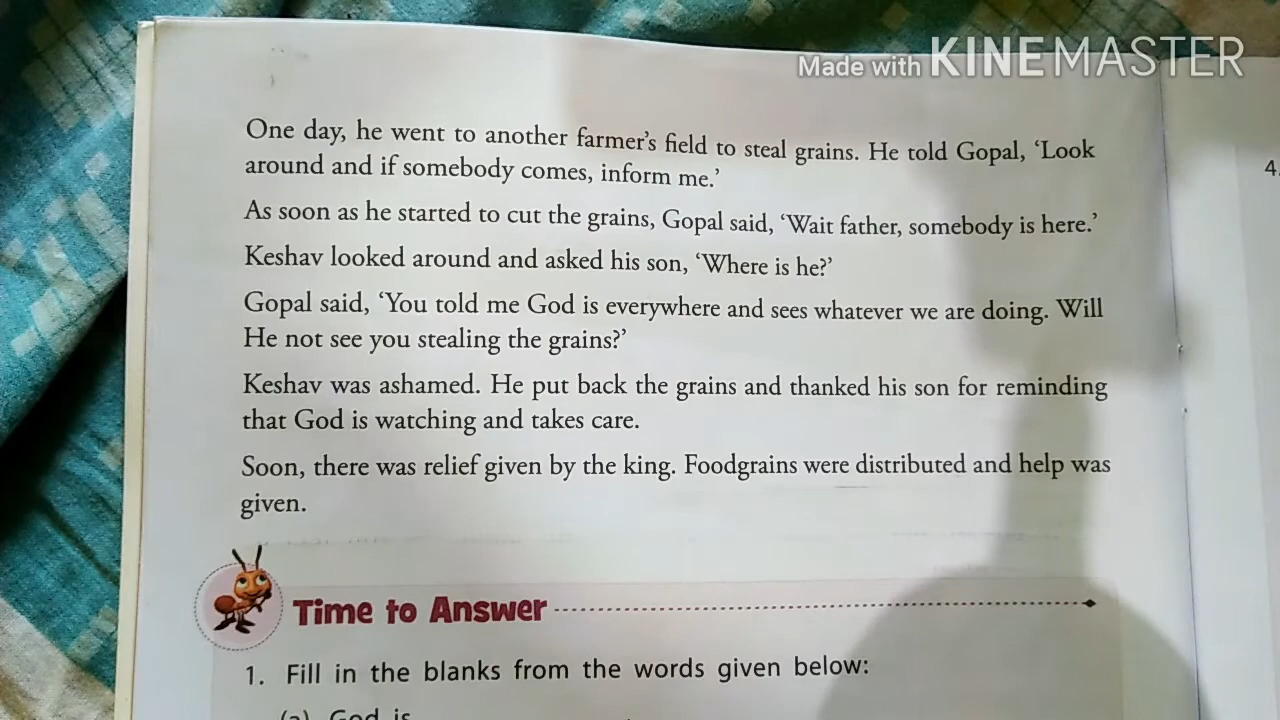 Made with KINEMASTER
One day, he went to another farmer's field to steal grains. He told Gopal, 'Look
around and if somebody comes, inform me.'
As soon as he started to cut the grains, Gopal said, 'Wait father, somebody is here.'
Keshav looked around and asked his son, 'Where is he?'
Gopal said, 'You told me God is everywhere and sees whatever we are doing. Will
He not see you stealing the grains?'
Keshav was ashamed. He put back the grains and thanked his son for reminding
that God is watching and takes care.
Soon, there was relief given by the king. Foodgrains were distributed and help was
given.
Time to Answer
1. Fill in the blanks from the words given below:
(a) God is
4.